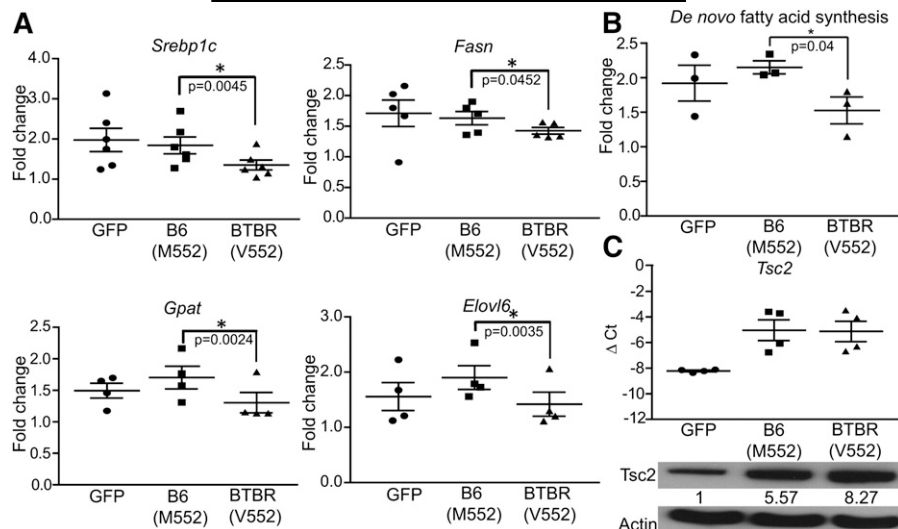 A
Srebp1c
Fold change
4.0
3.0
2.0
1.0
0.0
*
p=0.0045
GFP
B6
(M552)
BTBR
(V552)
Fasn
Fold change
2.5
2.0
1.5
1.0
0.5
0.0
*
p=0.0452
GFP
B6
(M552)
BTBR
(V552)
Gpat
Fold change
2.5
2.0
1.5
1.0
0.5
0.0
*
p=0.0024
GFP
B6
(M552)
BTBR
(V552)
Elovl6
Fold change
3.0
2.0
1.0
0.0
*
p=0.0035
GFP
B6
(M552)
BTBR
(V552)
B
De novo fatty acid synthesis
Fold change
2.5
2.0
1.5
1.0
0.5
0.0
*
p=0.04
GFP
B6
(M552)
BTBR
(V552)
C
Tsc2
Δ Ct
0
-2
-4
-6
-8
-10
-12
GFP
B6
(M552)
BTBR
(V552)
Tsc2
1 5.57 8.27
Actin